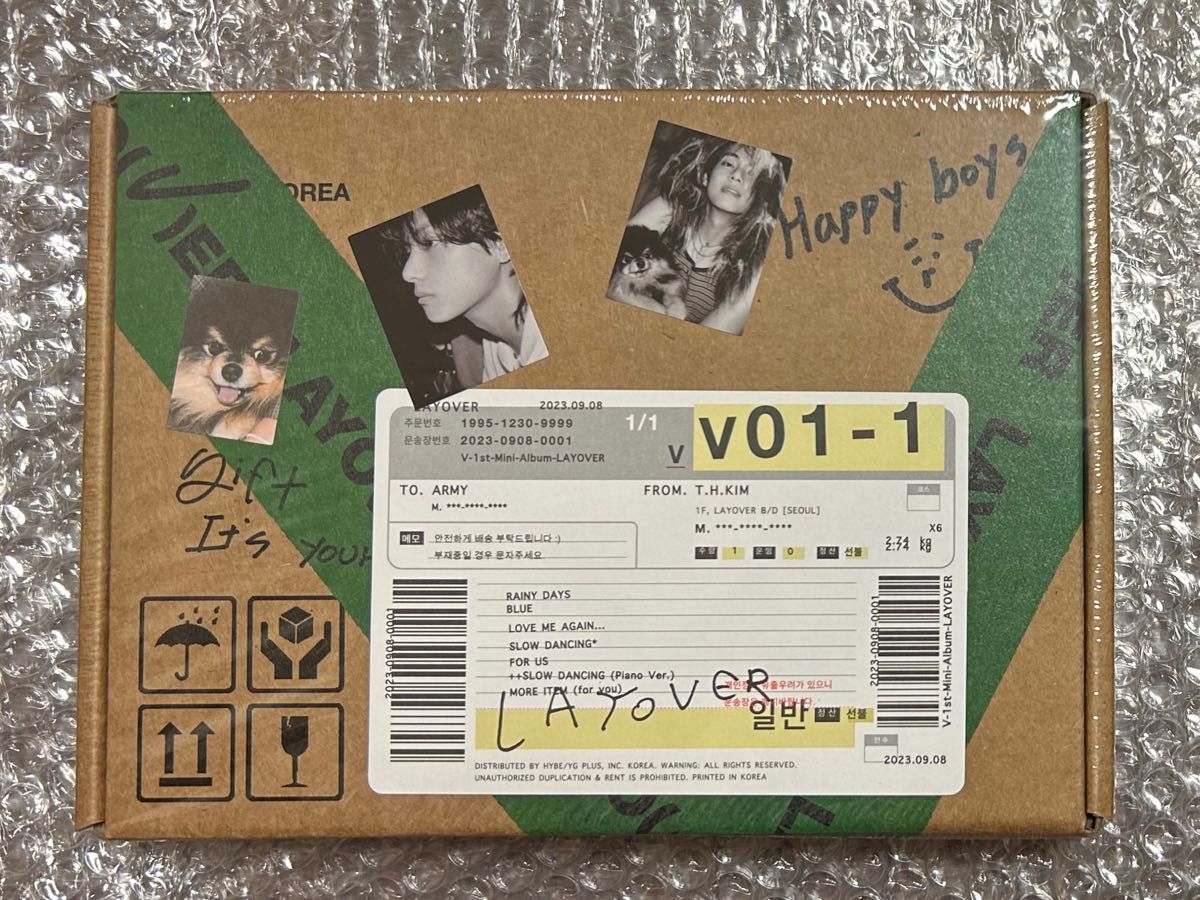 OREA
Happy boys
Gift
It's your
LAYOVER
2023.09.08
주문번호 1995-1230-9999
운송장번호 2023-0908-0001
V-1st-Mini-Album-LAYOVER
1/1
V
V01-1
TO. ARMY
M. ***-****-****
FROM. T.H.KIM
1F, LAYOVER B/D [SEOUL]
M. ***-****-****
메모 안전하게 배송 부탁드립니다 :)
부재중일 경우 문자주세요
수량 1 운임 0 정산 선불
X6
2.74 kg
RAINY DAYS
BLUE
LOVE ME AGAIN...
SLOW DANCING*
FOR US
++SLOW DANCING (Piano Ver.)
MORE ITEM (for you)
LAYOVER
일반 정산 선불
2023-0908-0001
2023-0908-0001
V-1st-Mini-Album-LAYOVER
2023.09.08
DISTRIBUTED BY HYBE/YG PLUS, INC. KOREA. WARNING: ALL RIGHTS RESERVED.
UNAUTHORIZED DUPLICATION & RENT IS PROHIBITED. PRINTED IN KOREA